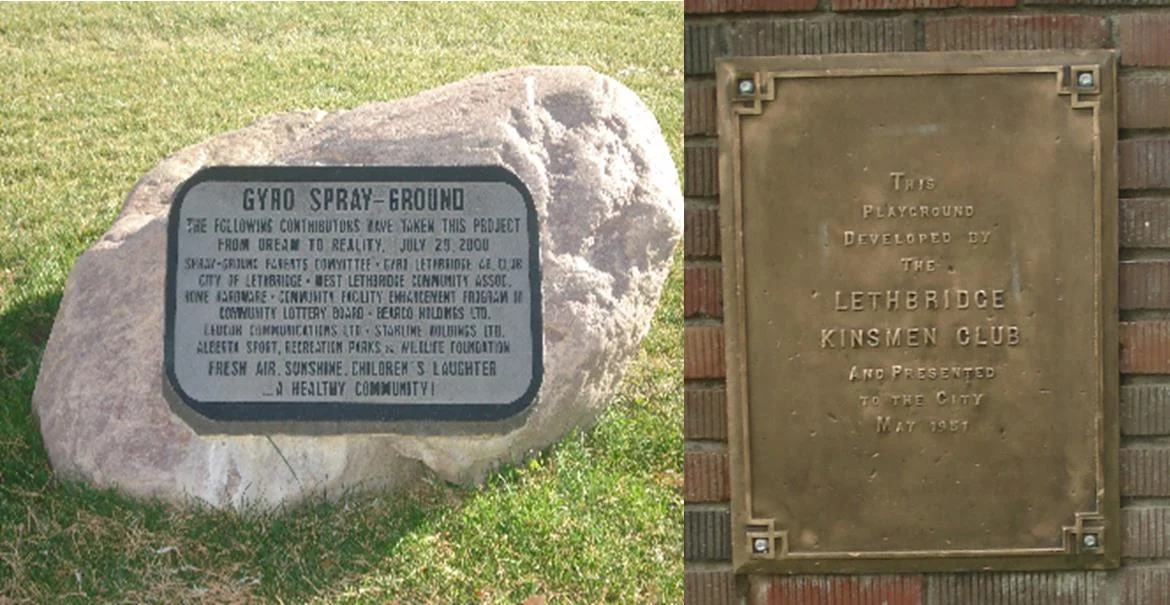 GYRO SPRAY-GROUND
THE FOLLOWING CONTRIBUTORS HAVE TAKEN THIS PROJECT
FROM DREAM TO REALITY, JULY 29, 2000
SPRAY-GROUND PARENTS COMMITTEE · GYRO LETHBRIDGE CLUB
CITY OF LETHBRIDGE · WEST LETHBRIDGE COMMUNITY ASSOC.
HOME HARDWARE · COMMUNITY FACILITY ENHANCEMENT PROGRAM
COMMUNITY LOTTERY BOARD · BEARCO HOLDINGS LTD.
COMMUNICATIONS LTD · STARLINE HOLDINGS LTD.
ALBERTA SPORT, RECREATION PARKS & WILDLIFE FOUNDATION
FRESH AIR, SUNSHINE, CHILDREN'S LAUGHTER
...A HEALTHY COMMUNITY!
THIS
PLAYGROUND
DEVELOPED BY
THE
LETHBRIDGE
KINSMEN CLUB
AND PRESENTED
TO THE CITY
MAY 1951